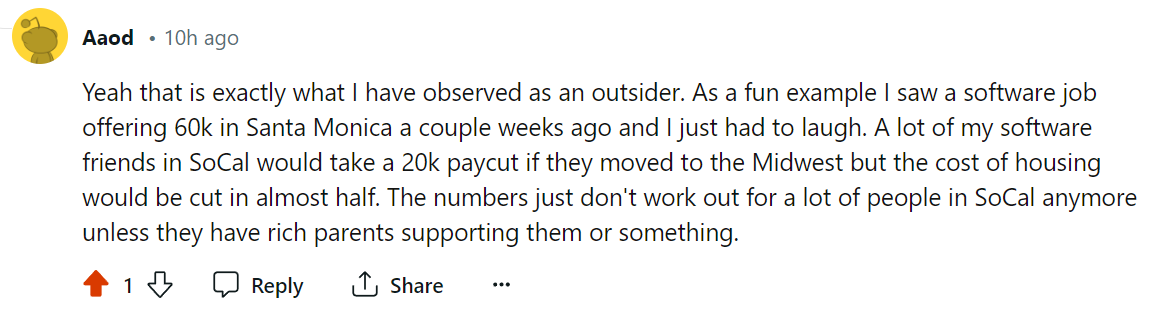 Aaod • 10h ago
Yeah that is exactly what I have observed as an outsider. As a fun example I saw a software job
offering 60k in Santa Monica a couple weeks ago and I just had to laugh. A lot of my software
friends in SoCal would take a 20k paycut if they moved to the Midwest but the cost of housing
would be cut in almost half. The numbers just don't work out for a lot of people in SoCal anymore
unless they have rich parents supporting them or something.
1 Reply Share ...